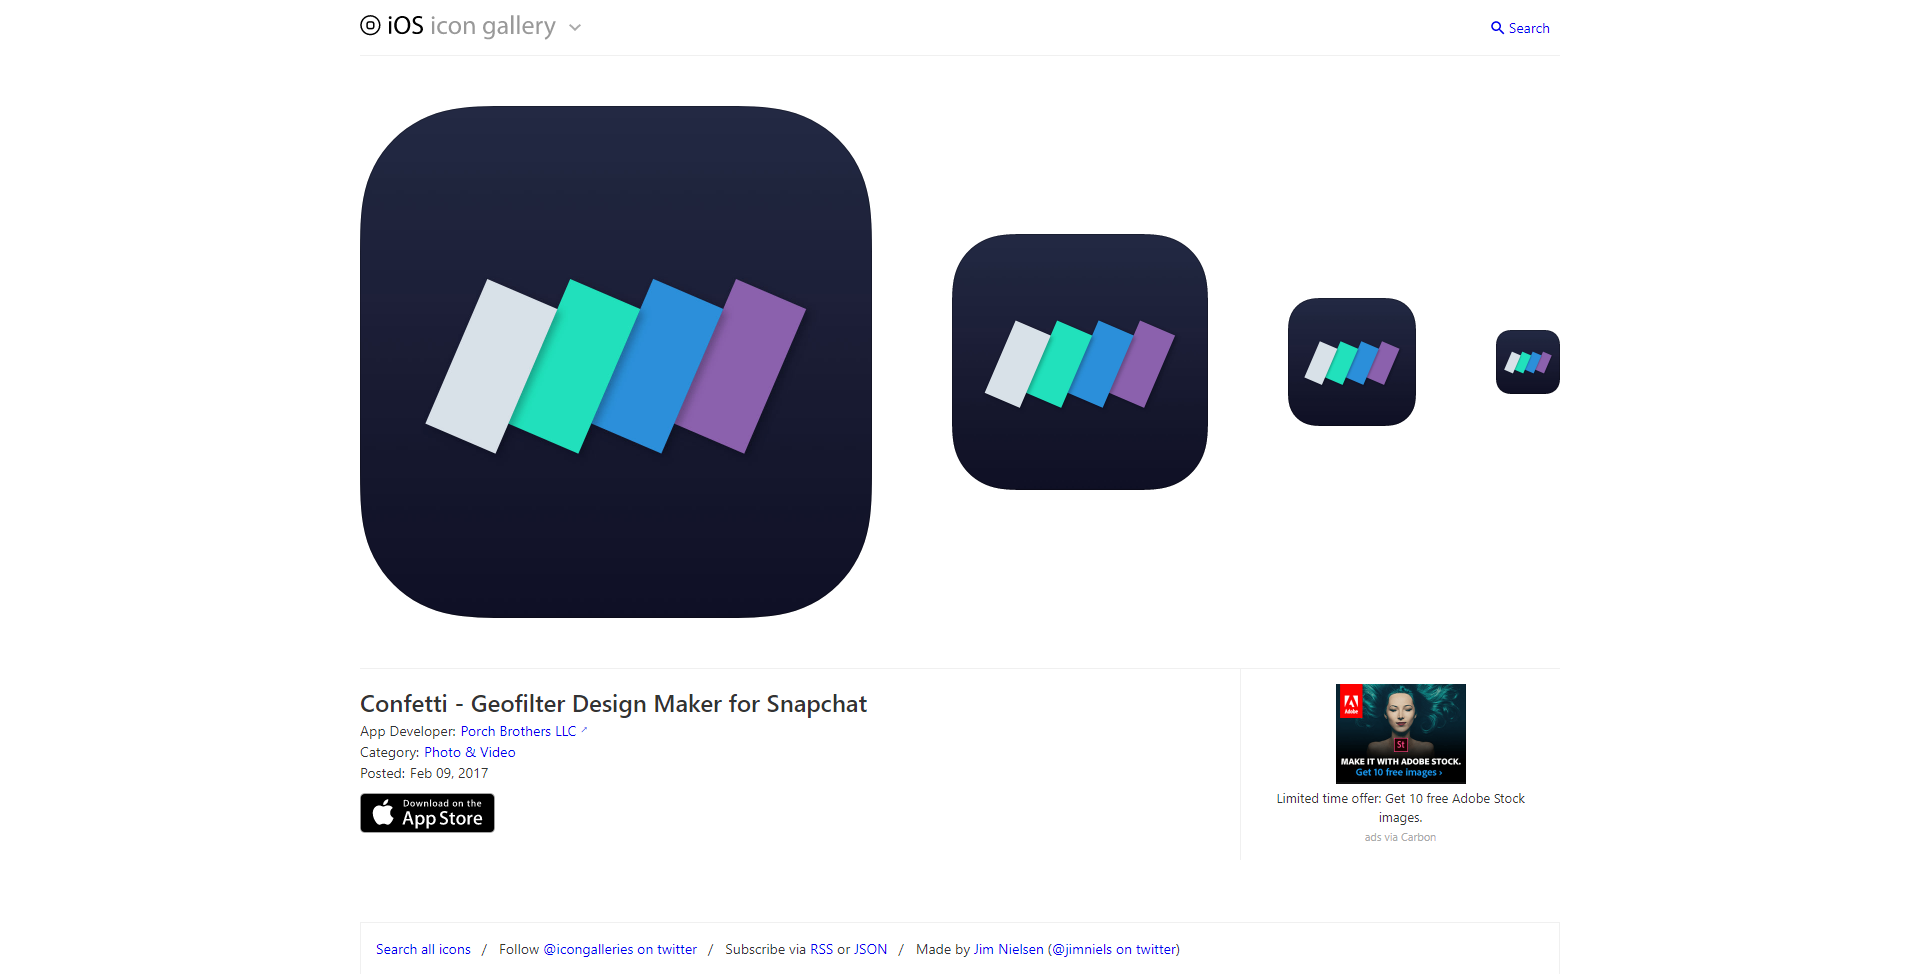 iOS icon gallery
Search
Confetti - Geofilter Design Maker for Snapchat
App Developer: Porch Brothers LLC ↗
Category: Photo & Video
Posted: Feb 09, 2017
Download on the
App Store
Adobe
St
MAKE IT WITH ADOBE STOCK.
Get 10 free images ›
Limited time offer: Get 10 free Adobe Stock
images.
ads via Carbon
Search all icons / Follow @icongalleries on twitter / Subscribe via RSS or JSON / Made by Jim Nielsen (@jimniels on twitter)